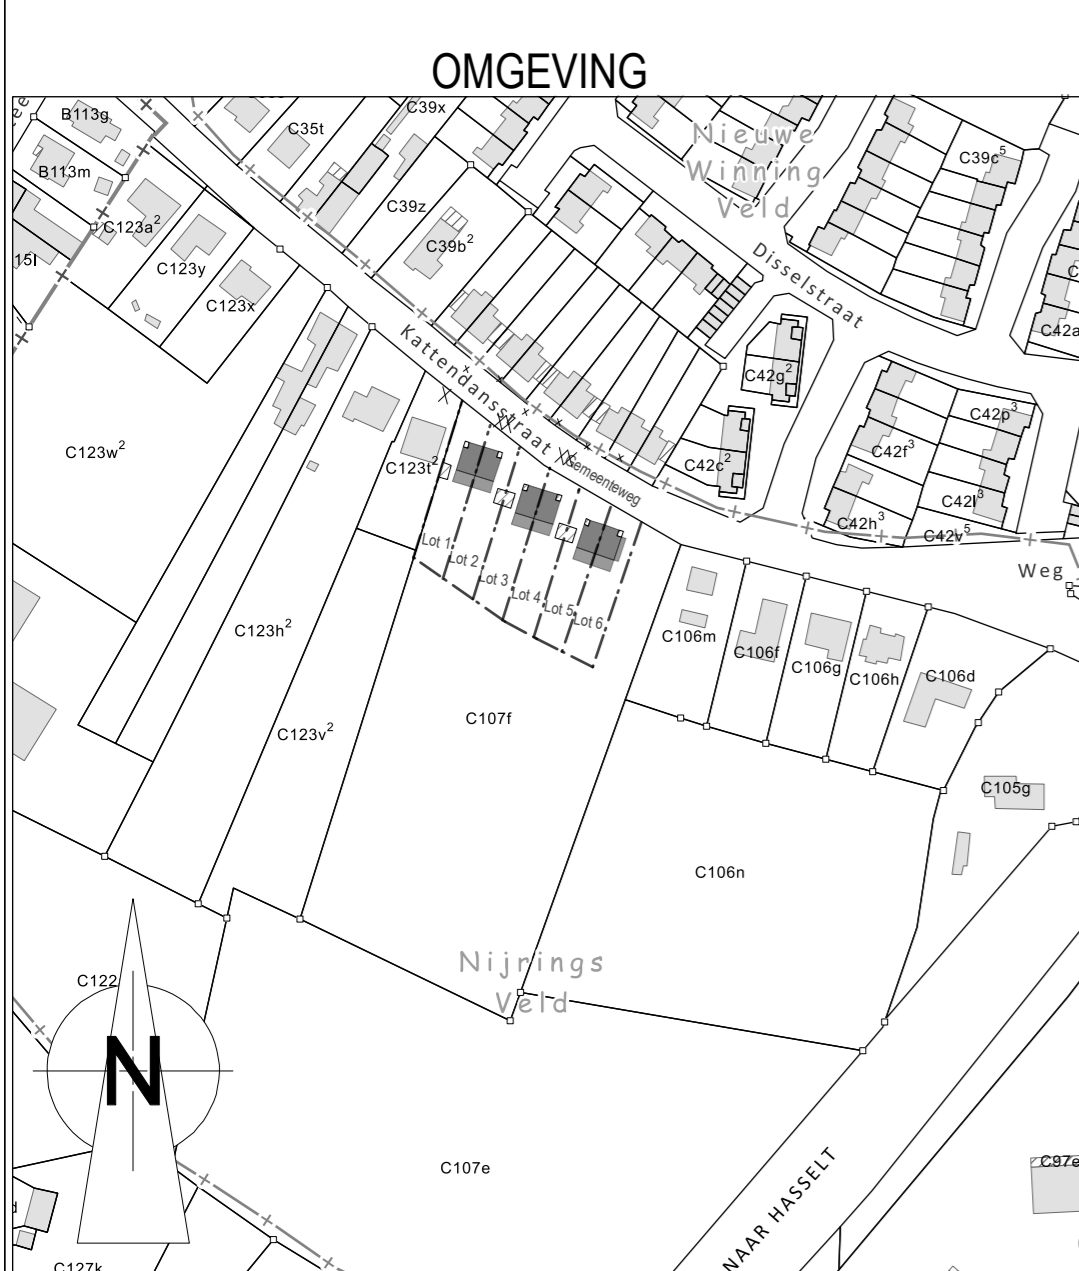 OMGEVING
B113g
C35t
C39x
Nieuwe
Winning
Veld
C39c⁵
B113m
C39z
C123a²
C39b²
15l
C123y
Disselstraat
C123x
C42a
Kattendansstraat
C42g²
C42p³
C123w²
C42f³
C123t²
C42c²
Gemeenteweg
C42l³
C42h³
C42v⁵
Lot 1
Lot 2
Lot 3
Lot 4
Lot 5
Lot 6
Weg
C123h²
C106m
C106f
C106g
C106h
C106d
C107f
C123v²
C105g
C106n
Nijrings
Veld
C122
N
C107e
C97e
NAAR HASSELT
C127k